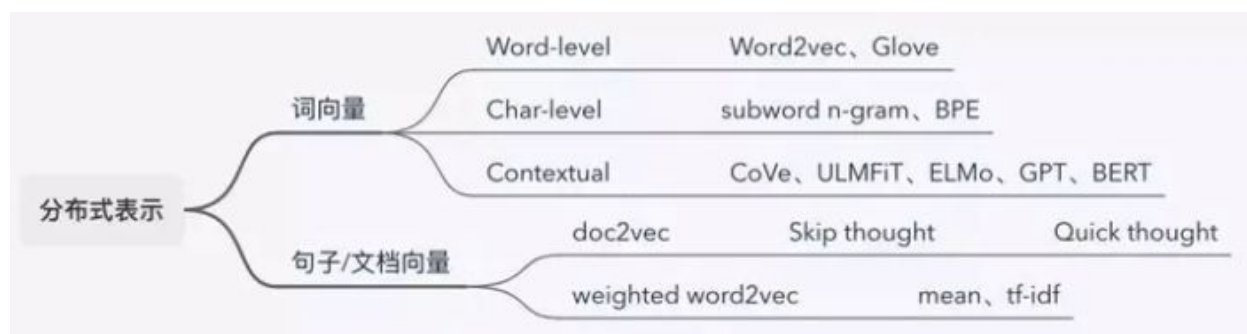 Word-level Word2vec、Glove
词向量
Char-level subword n-gram、BPE
Contextual CoVe、ULMFiT、ELMo、GPT、BERT
分布式表示
doc2vec Skip thought Quick thought
句子/文档向量
weighted word2vec mean、tf-idf